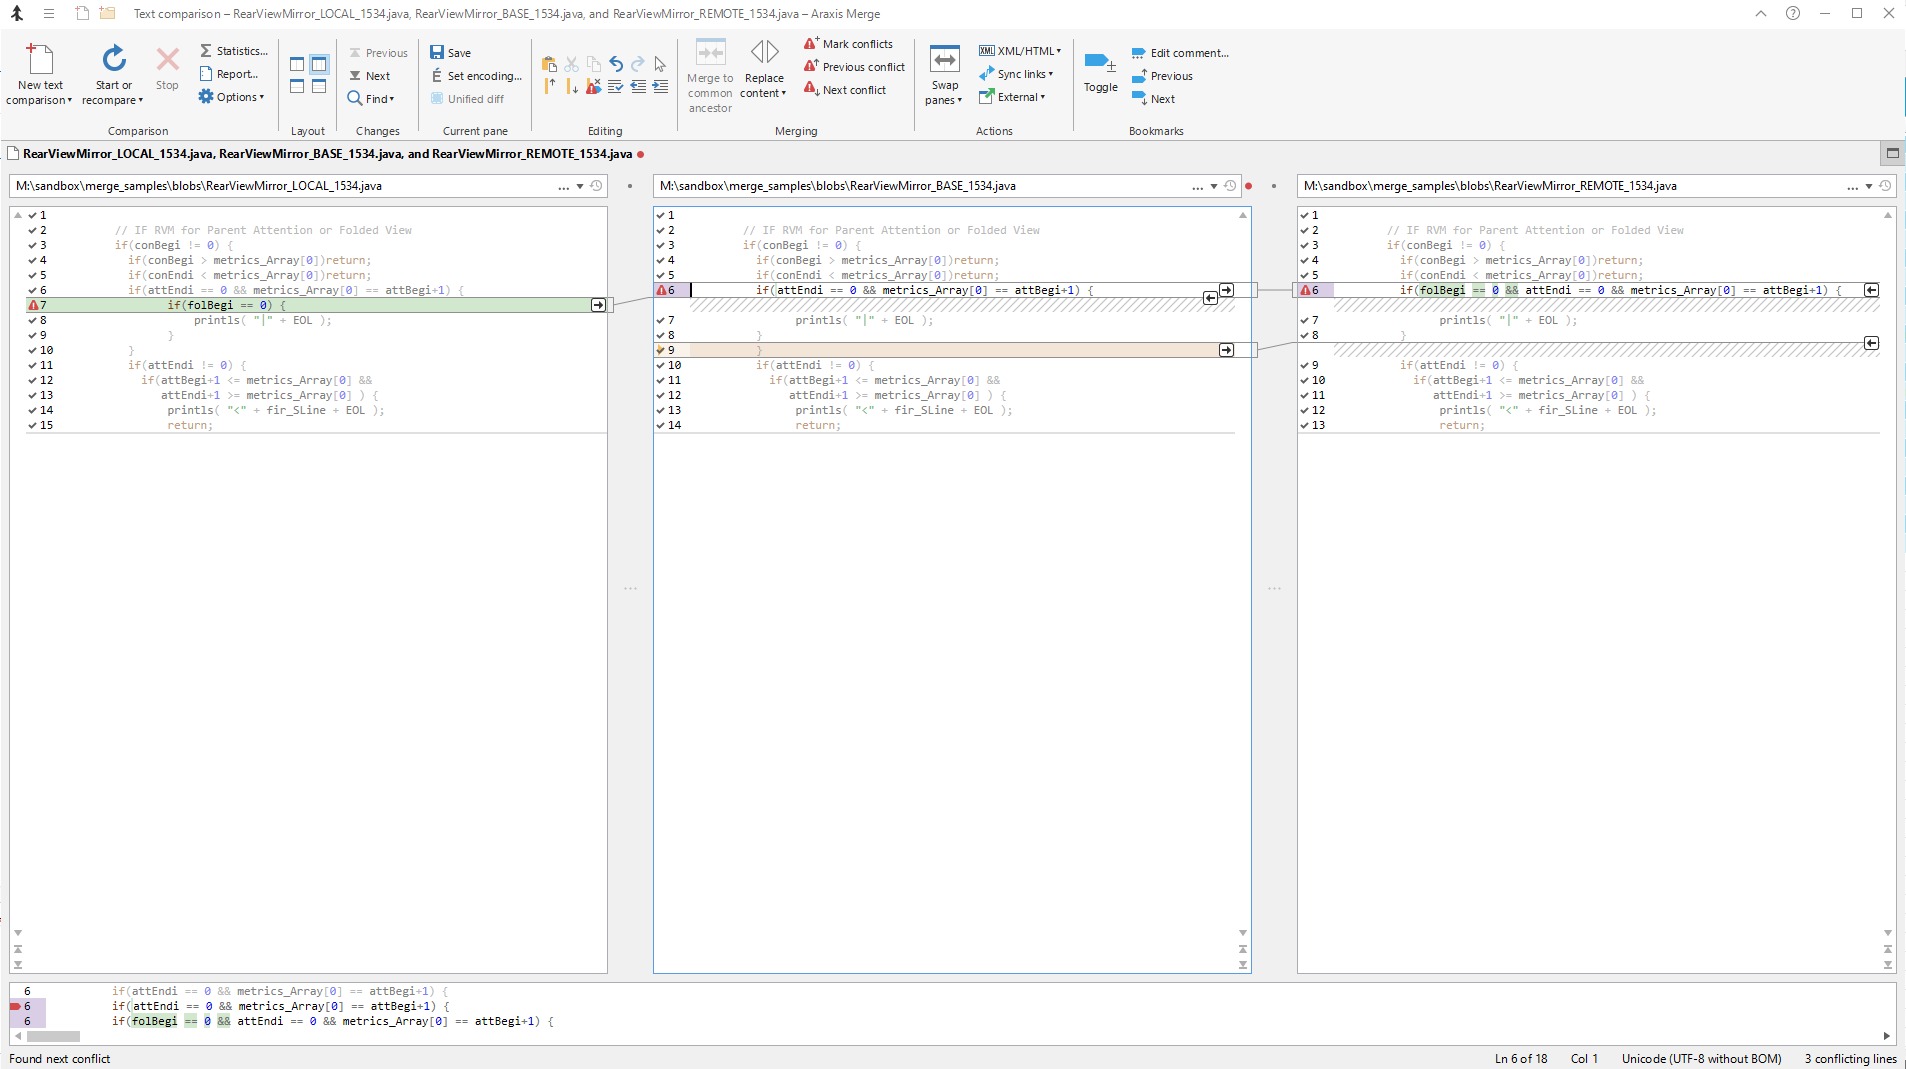 Text comparison – RearViewMirror_LOCAL_1534.java, RearViewMirror_BASE_1534.java, and RearViewMirror_REMOTE_1534.java – Araxis Merge
New text comparison
Start or recompare
Stop
Statistics...
Report...
Options
Comparison
Layout
Previous
Next
Find
Changes
Save
Set encoding...
Unified diff
Current pane
Editing
Merge to common ancestor
Replace content
Mark conflicts
Previous conflict
Next conflict
Merging
Swap panes
XML/HTML
Sync links
External
Actions
Toggle
Edit comment...
Previous
Next
Bookmarks
RearViewMirror_LOCAL_1534.java, RearViewMirror_BASE_1534.java, and RearViewMirror_REMOTE_1534.java
M:\sandbox\merge_samples\blobs\RearViewMirror_LOCAL_1534.java ...
1
2 // IF RVM for Parent Attention or Folded View
3 if(conBegi != 0) {
4 if(conBegi > metrics_Array[0])return;
5 if(conEndi < metrics_Array[0])return;
6 if(attEndi == 0 && metrics_Array[0] == attBegi+1) {
7 if(folBegi == 0) {
8 printls( "|" + EOL );
9 }
10 }
11 if(attEndi != 0) {
12 if(attBegi+1 <= metrics_Array[0] &&
13 attEndi+1 >= metrics_Array[0] ) {
14 printls( "<" + fir_SLine + EOL );
15 return;
M:\sandbox\merge_samples\blobs\RearViewMirror_BASE_1534.java ...
1
2 // IF RVM for Parent Attention or Folded View
3 if(conBegi != 0) {
4 if(conBegi > metrics_Array[0])return;
5 if(conEndi < metrics_Array[0])return;
6 if(attEndi == 0 && metrics_Array[0] == attBegi+1) {
7 printls( "|" + EOL );
8 }
9 }
10 if(attEndi != 0) {
11 if(attBegi+1 <= metrics_Array[0] &&
12 attEndi+1 >= metrics_Array[0] ) {
13 printls( "<" + fir_SLine + EOL );
14 return;
M:\sandbox\merge_samples\blobs\RearViewMirror_REMOTE_1534.java ...
1
2 // IF RVM for Parent Attention or Folded View
3 if(conBegi != 0) {
4 if(conBegi > metrics_Array[0])return;
5 if(conEndi < metrics_Array[0])return;
6 if(folBegi == 0 && attEndi == 0 && metrics_Array[0] == attBegi+1) {
7 printls( "|" + EOL );
8 }
9 if(attEndi != 0) {
10 if(attBegi+1 <= metrics_Array[0] &&
11 attEndi+1 >= metrics_Array[0] ) {
12 printls( "<" + fir_SLine + EOL );
13 return;
6 if(attEndi == 0 && metrics_Array[0] == attBegi+1) {
6 if(attEndi == 0 && metrics_Array[0] == attBegi+1) {
6 if(folBegi == 0 && attEndi == 0 && metrics_Array[0] == attBegi+1) {
Found next conflict
Ln 6 of 18 Col 1 Unicode (UTF-8 without BOM) 3 conflicting lines